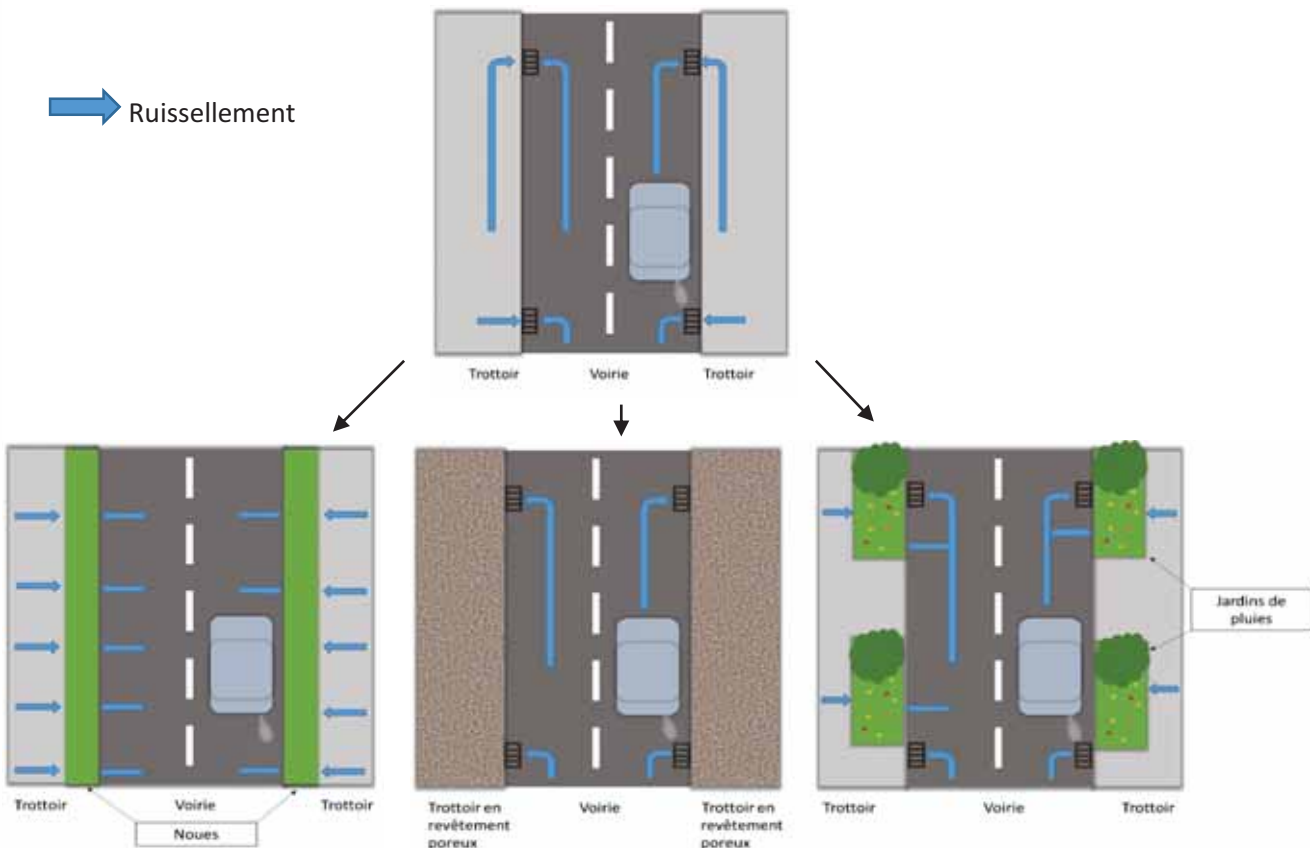 Ruissellement
Trottoir Voirie Trottoir
Trottoir Voirie Trottoir
Noues
Trottoir en
revêtement
poreux
Voirie
Trottoir en
revêtement
poreux
Voirie Trottoir
Jardins de
pluies